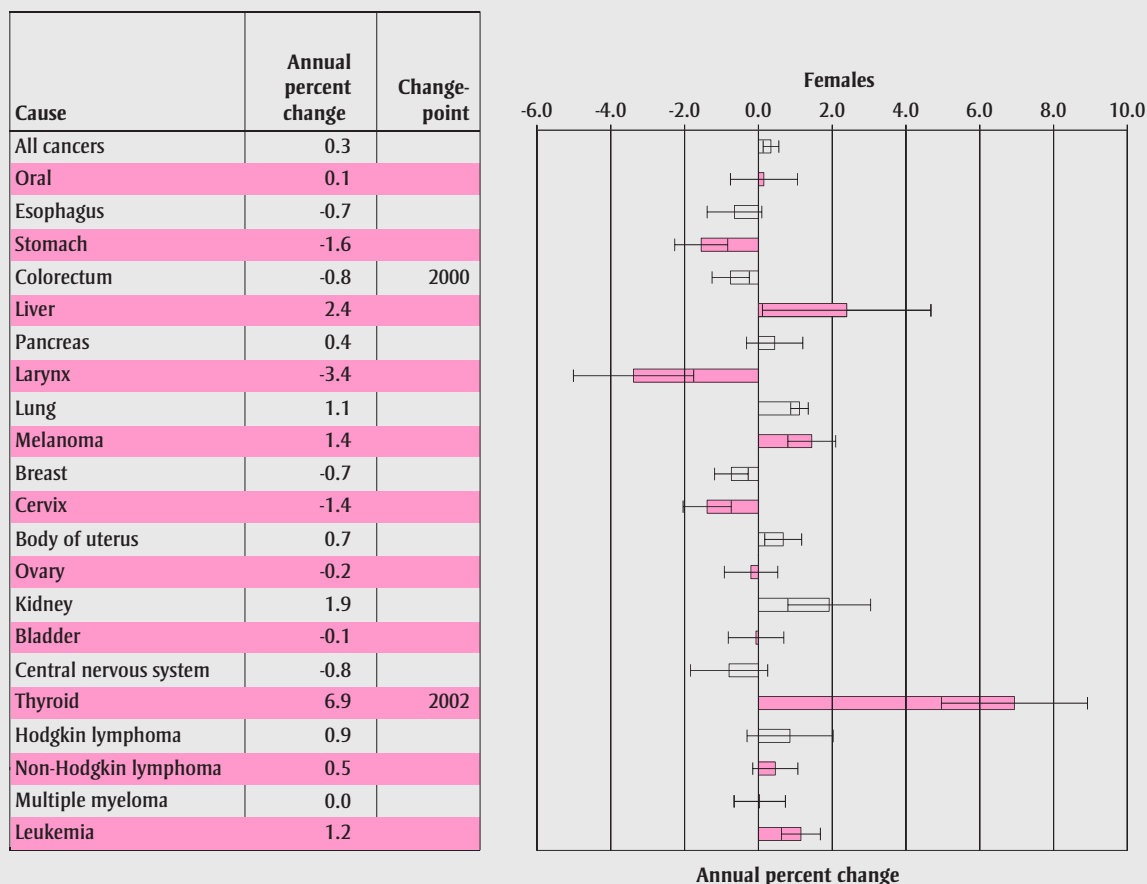 Cause Annual percent change Change-point
All cancers 0.3
Oral 0.1
Esophagus -0.7
Stomach -1.6
Colorectum -0.8 2000
Liver 2.4
Pancreas 0.4
Larynx -3.4
Lung 1.1
Melanoma 1.4
Breast -0.7
Cervix -1.4
Body of uterus 0.7
Ovary -0.2
Kidney 1.9
Bladder -0.1
Central nervous system -0.8
Thyroid 6.9 2002
Hodgkin lymphoma 0.9
Non-Hodgkin lymphoma 0.5
Multiple myeloma 0.0
Leukemia 1.2
Females
-6.0 -4.0 -2.0 0.0 2.0 4.0 6.0 8.0 10.0
Annual percent change